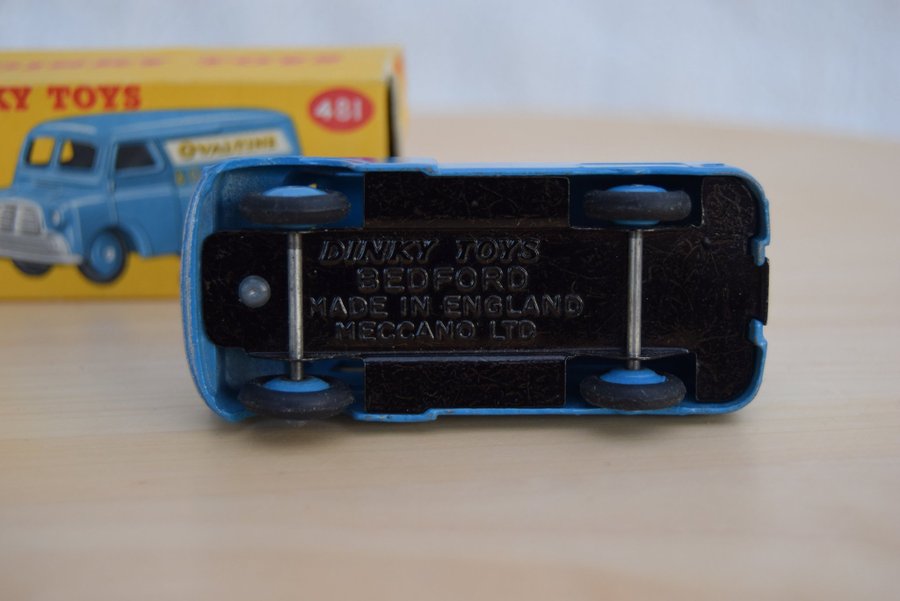 KY TOYS
481
OVALTINE
DINKY TOYS
BEDFORD
MADE IN ENGLAND
MECCANO LTD